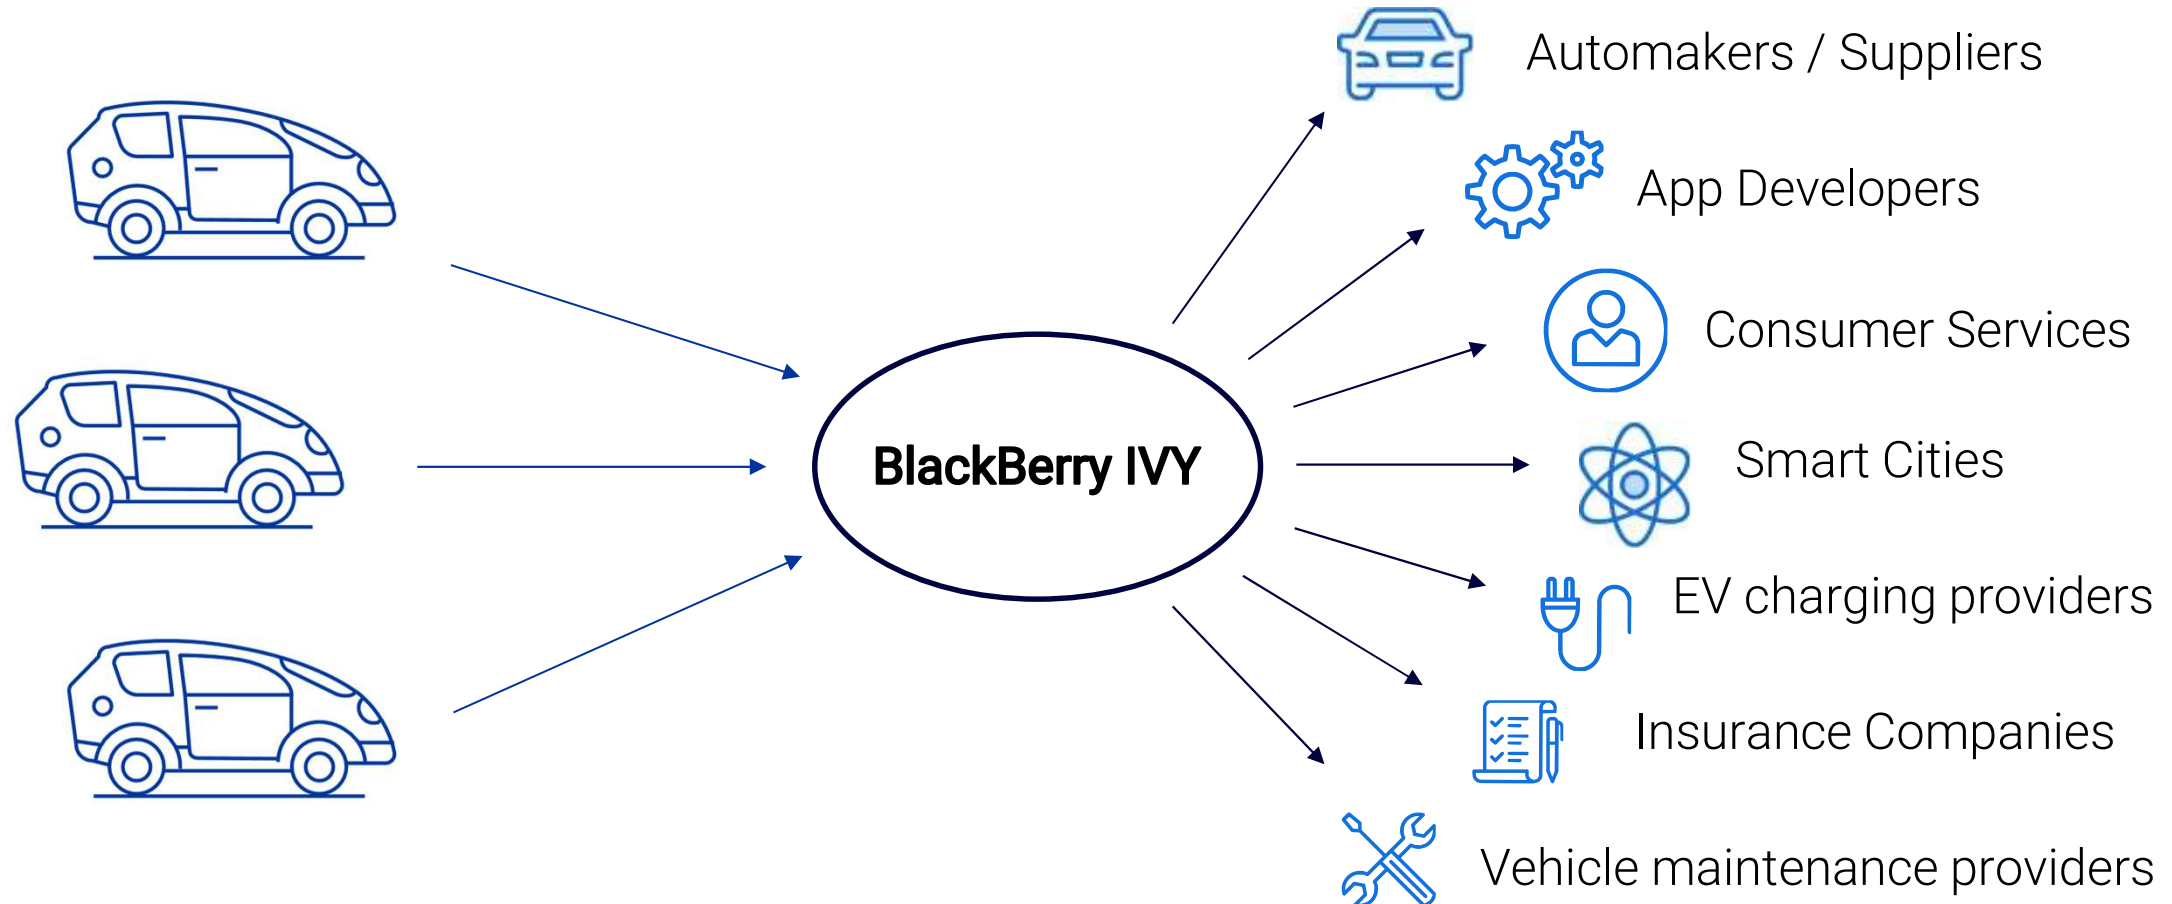 Automakers / Suppliers
App Developers
Consumer Services
Smart Cities
BlackBerry IVY
EV charging providers
Insurance Companies
Vehicle maintenance providers